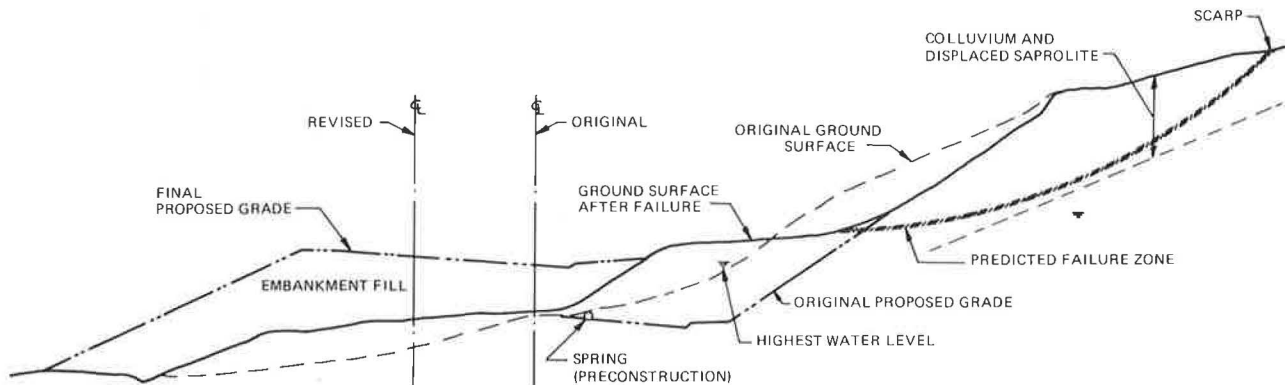 SCARP
COLLUVIUM AND
DISPLACED SAPROLITE
℄
℄
REVISED
ORIGINAL
ORIGINAL GROUND
SURFACE
FINAL
PROPOSED GRADE
GROUND SURFACE
AFTER FAILURE
EMBANKMENT FILL
PREDICTED FAILURE ZONE
ORIGINAL PROPOSED GRADE
HIGHEST WATER LEVEL
SPRING
(PRECONSTRUCTION)